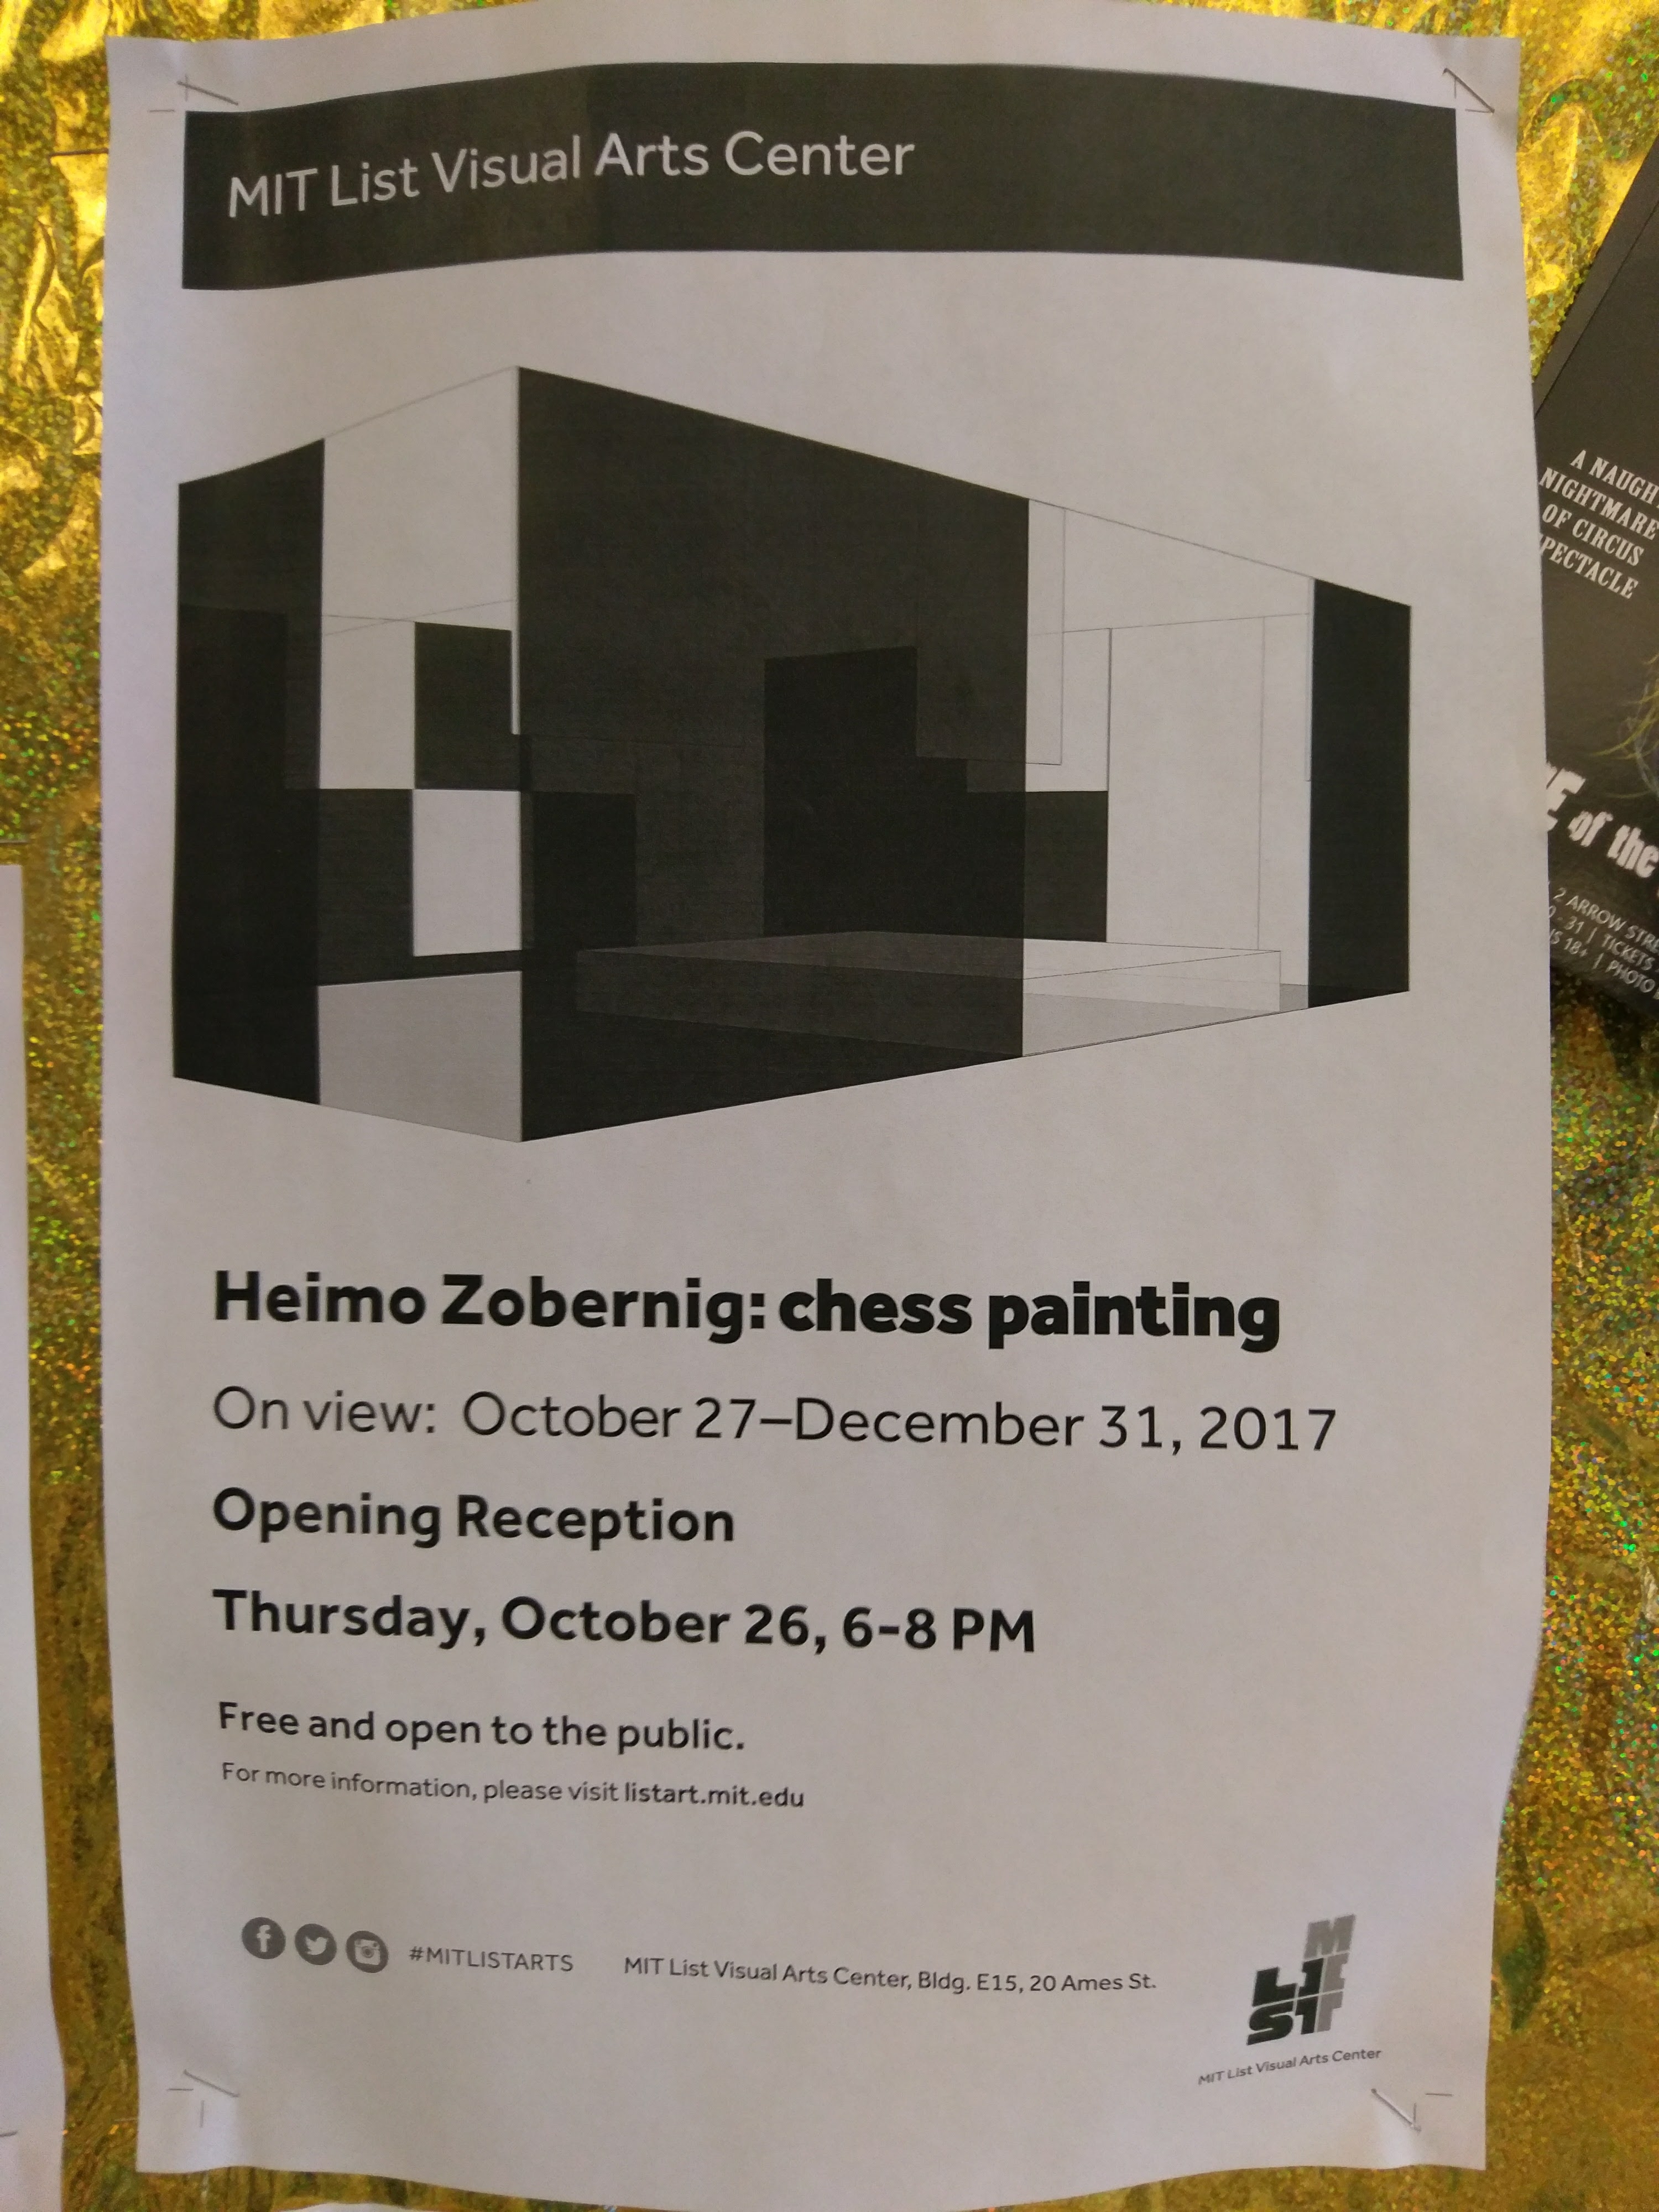 MIT List Visual Arts Center
Heimo Zobernig: chess painting
On view: October 27–December 31, 2017
Opening Reception
Thursday, October 26, 6-8 PM
Free and open to the public.
For more information, please visit listart.mit.edu
#MITLISTARTS MIT List Visual Arts Center, Bldg. E15, 20 Ames St.
MIT
LIST
MIT List Visual Arts Center
A NAUGH
NIGHTMARE
OF CIRCUS
PECTACLE
of the
2 ARROW STRE
- 31 | TICKETS
18+ | PHOTO